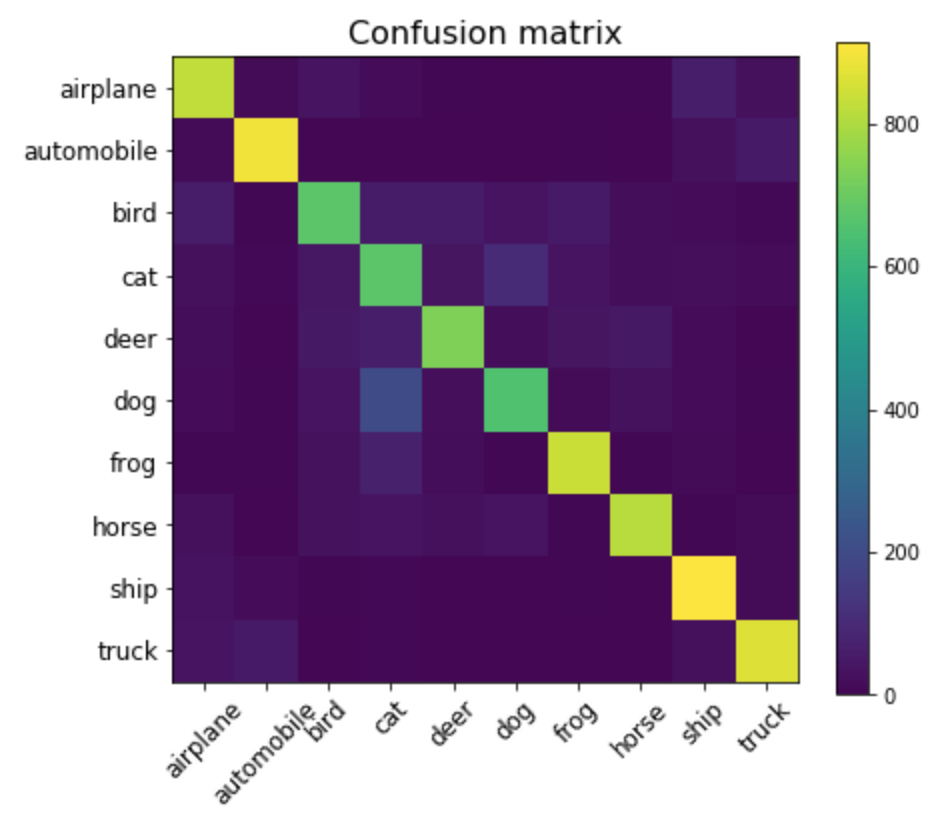 Confusion matrix
airplane
automobile
bird
cat
deer
dog
frog
horse
ship
truck
airplane
automobile
bird
cat
deer
dog
frog
horse
ship
truck
800
600
400
200
0